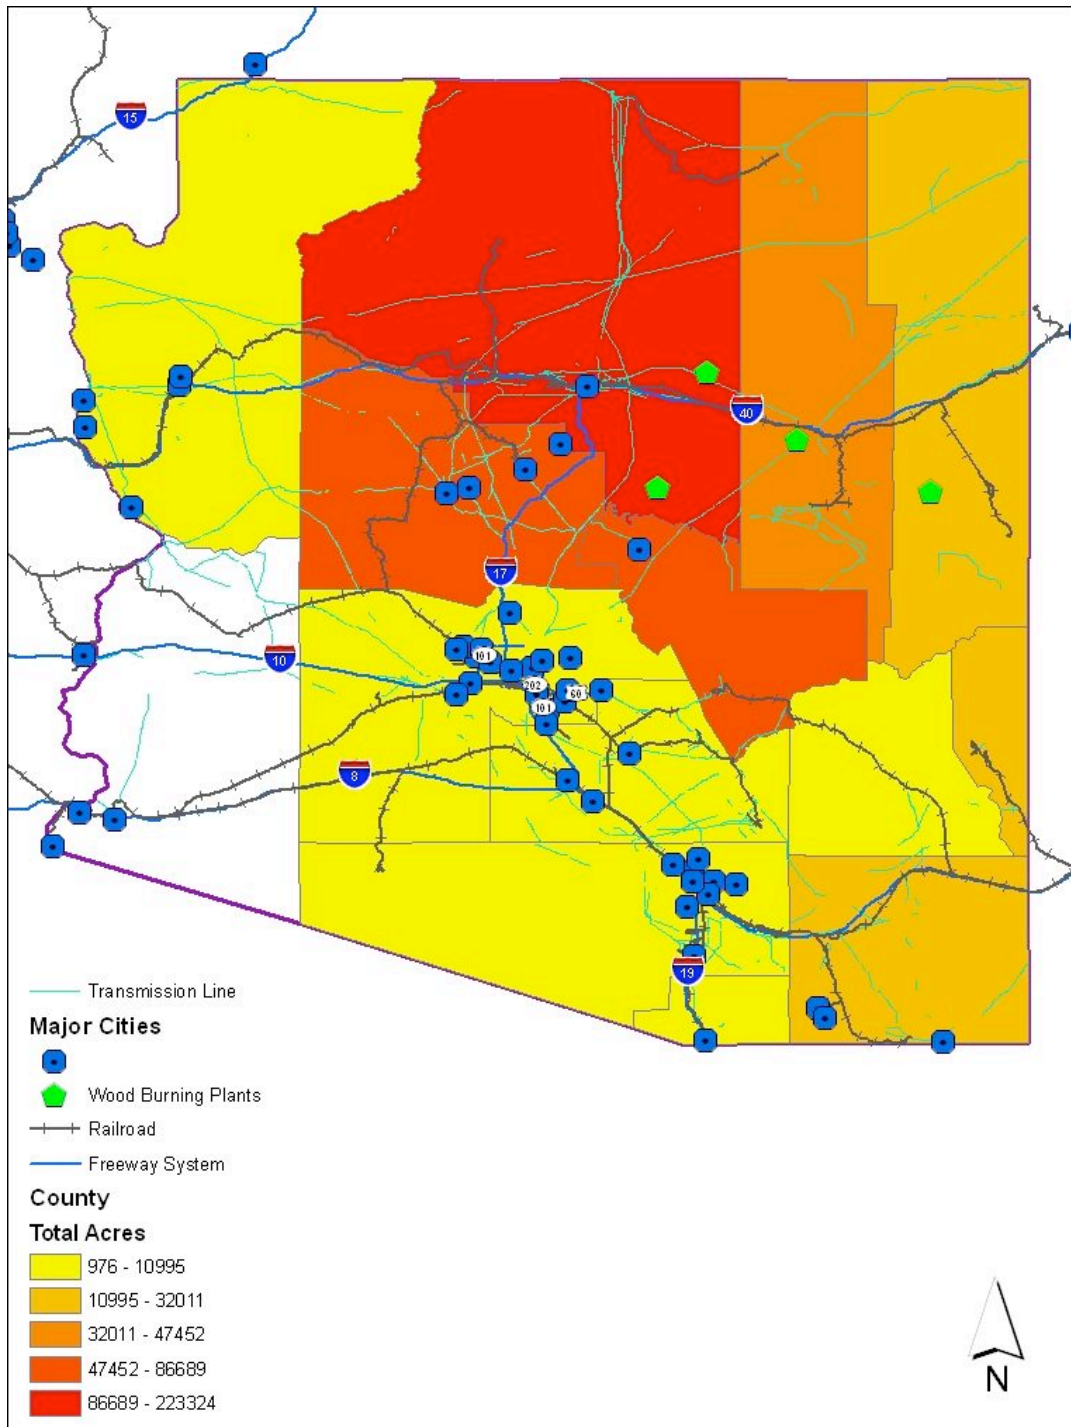 15
40
17
101
10
202
60
101
8
19
Transmission Line
Major Cities
Wood Burning Plants
Railroad
Freeway System
County
Total Acres
976 - 10995
10995 - 32011
32011 - 47452
47452 - 86689
86689 - 223324
N